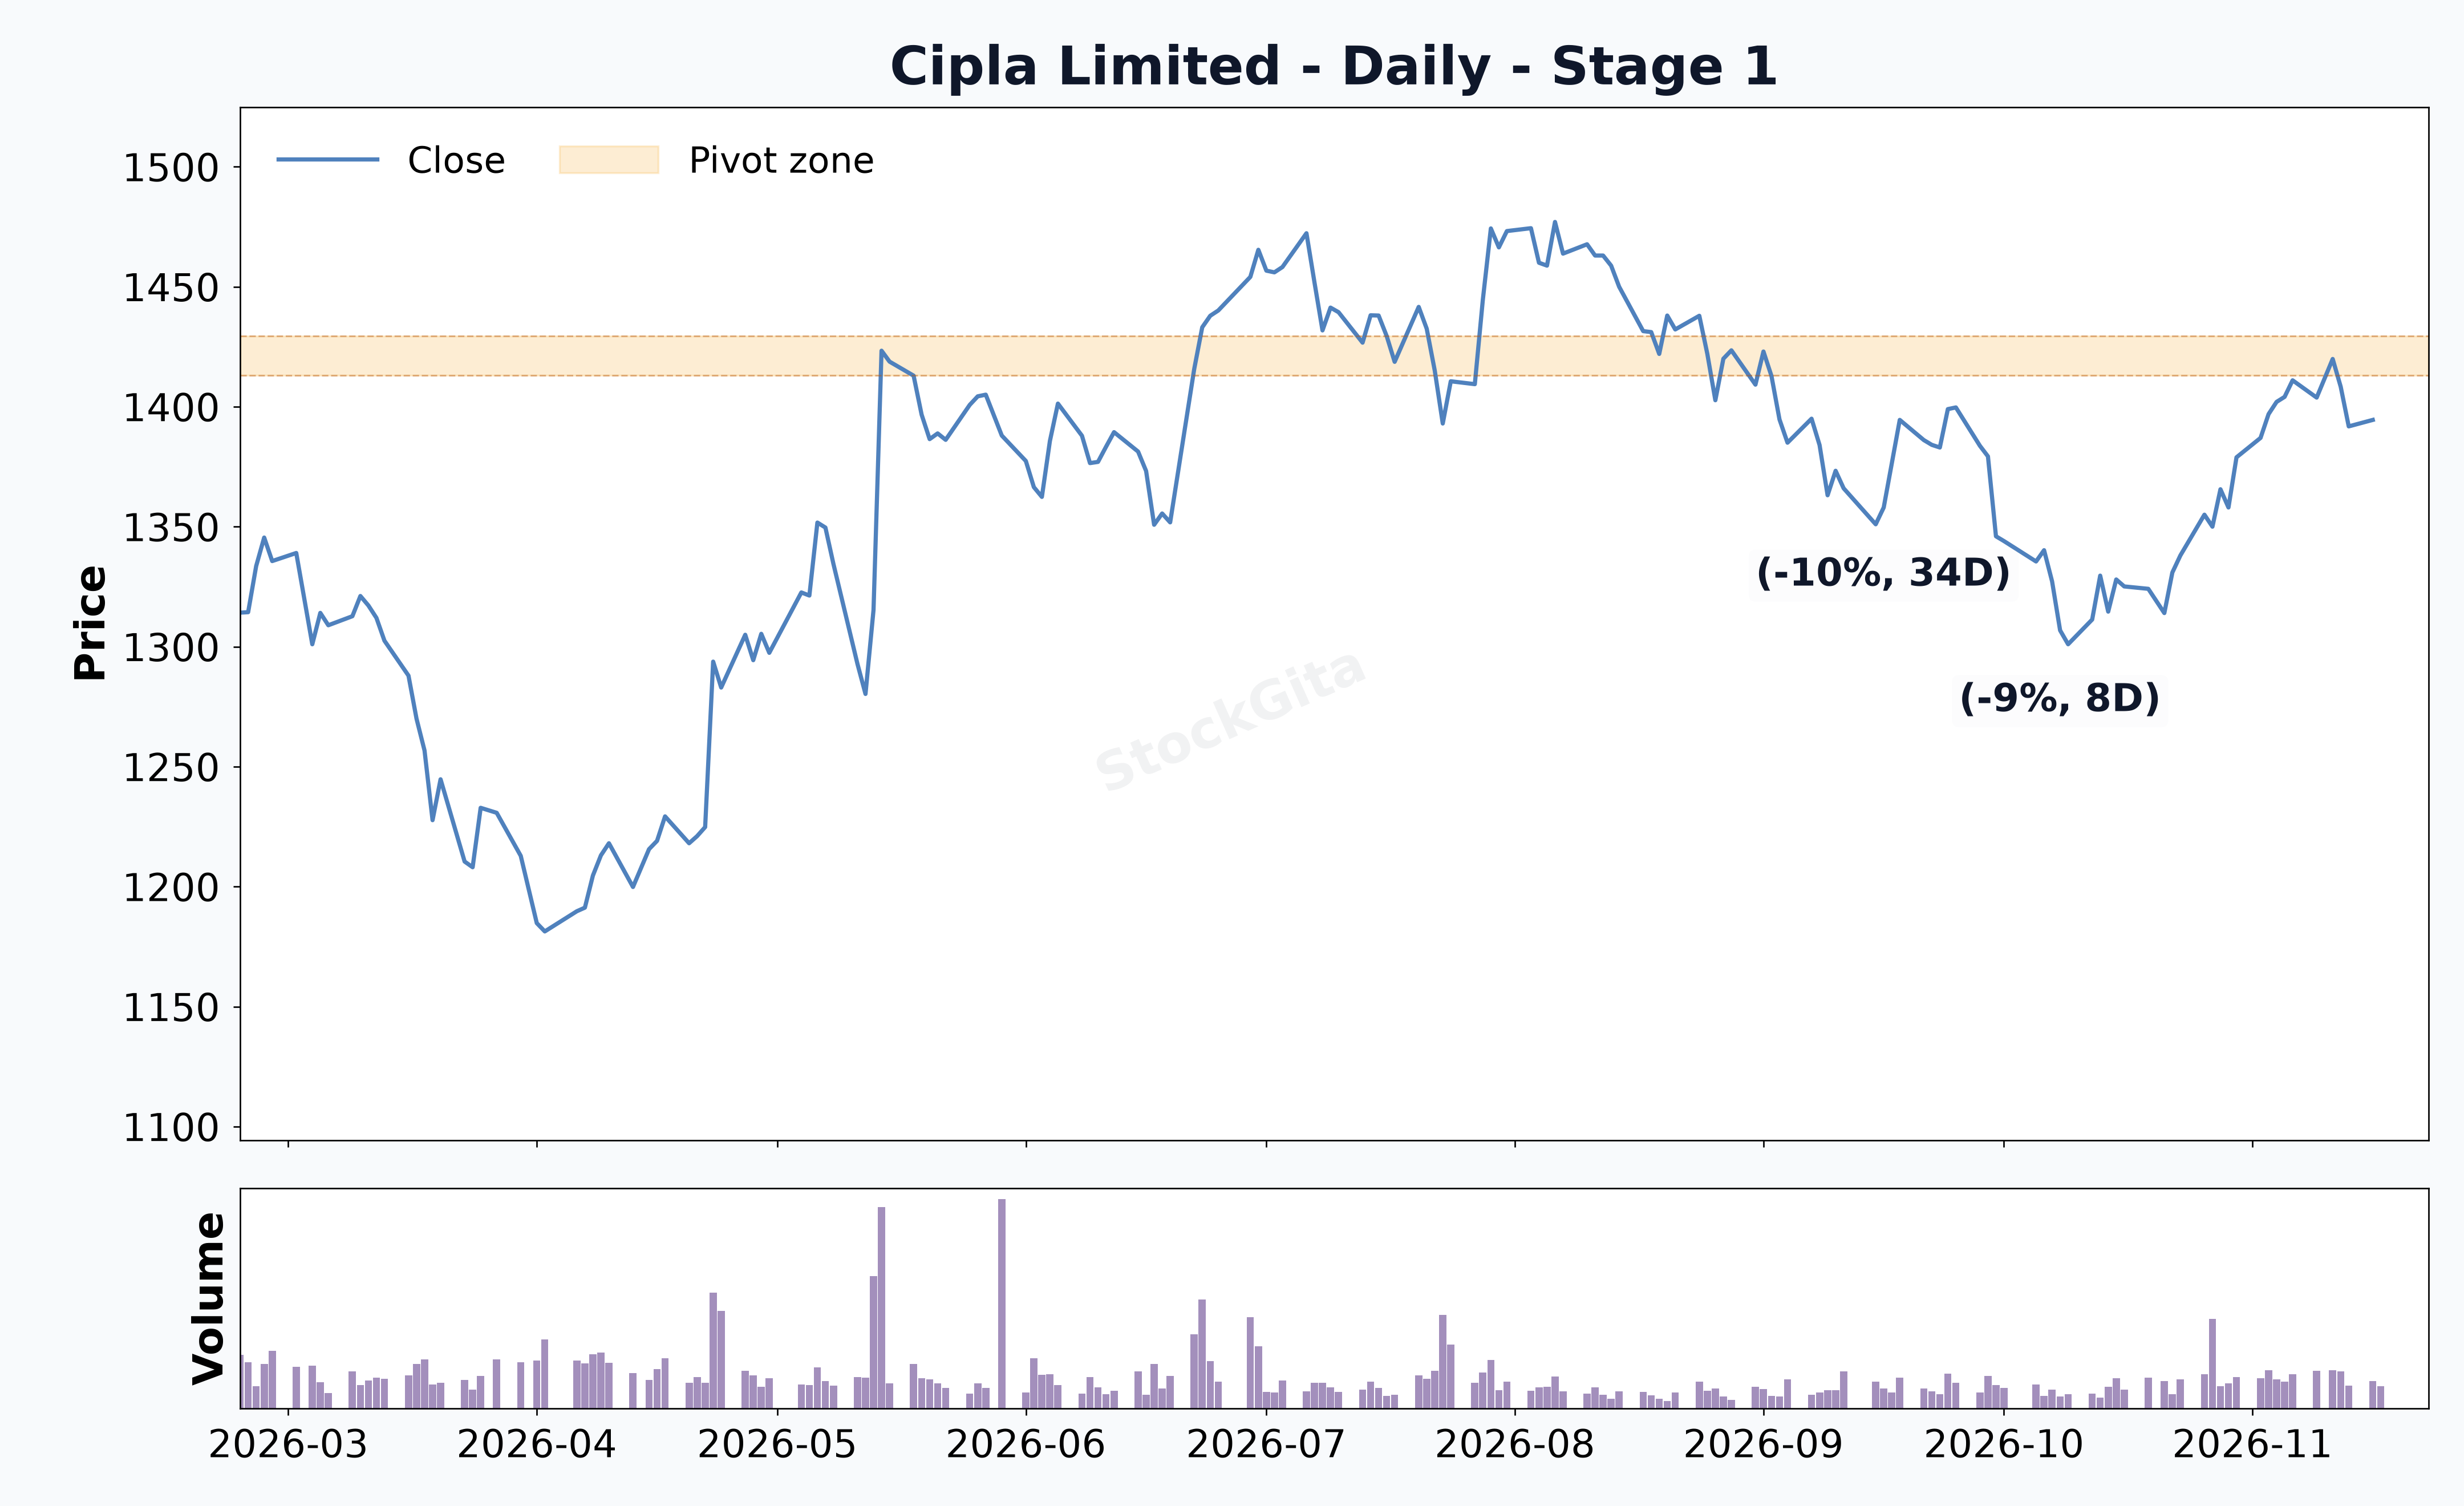 Cipla Limited - Daily - Stage 1
Close
Pivot zone
1500
1450
1400
1350
1300
1250
1200
1150
1100
Price
(-10%, 34D)
(-9%, 8D)
StockGita
Volume
2026-03
2026-04
2026-05
2026-06
2026-07
2026-08
2026-09
2026-10
2026-11